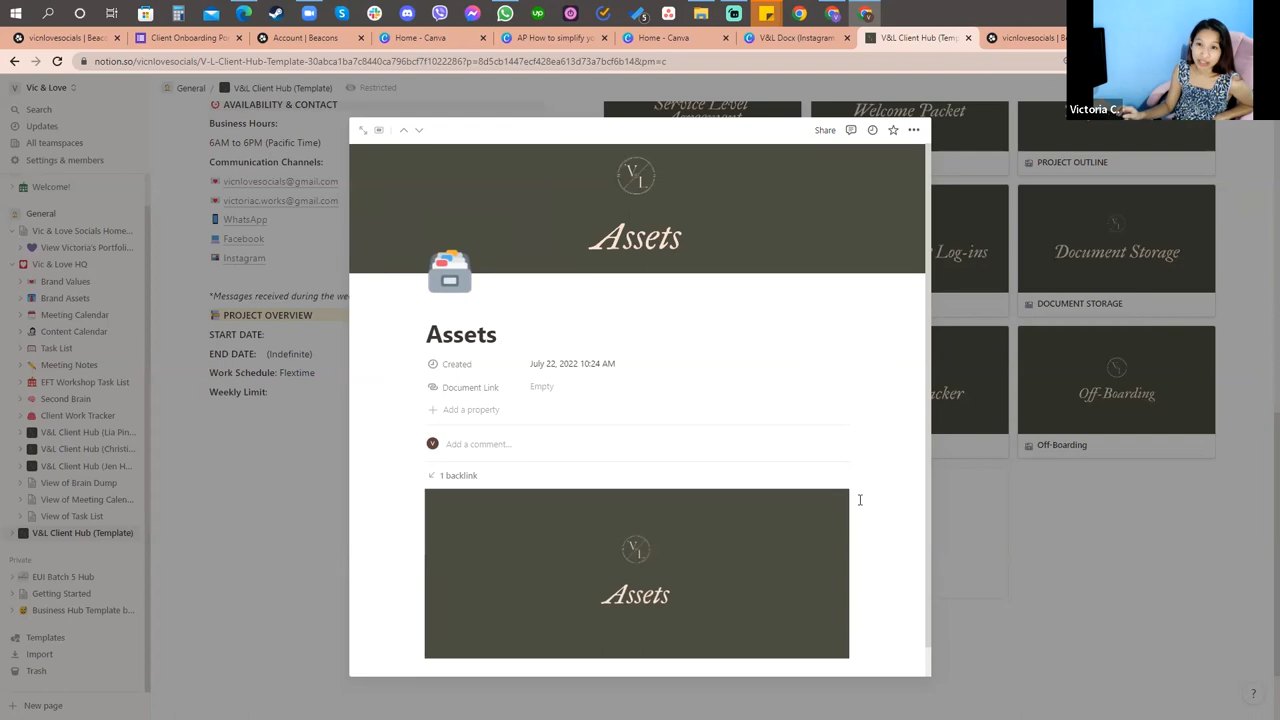 5
vicnlovesocials | Beac
Client Onboarding Po
Account | Beacons
Home - Canva
AP How to simplify yo
Home - Canva
V&L Docx (Instagram
V&L Client Hub (Temp
vicnlovesocials | Be
notion.so/vicnlovesocials/V-L-Client-Hub-Template-30abca1ba7c8440ca796bcf7f1022286?p=8d5cb1447ecf428ea613d73a7bcf6b14&pm=c
Victoria C.
Vic & Love
General / V&L Client Hub (Template)
Restricted
Search
Updates
All teamspaces
Settings & members
Welcome!
General
Vic & Love Socials Home...
View Victoria's Portfoli...
Vic & Love HQ
Brand Values
Brand Assets
Meeting Calendar
Content Calendar
Task List
Meeting Notes
EFT Workshop Task List
Second Brain
Client Work Tracker
V&L Client Hub (Lia Pin...
V&L Client Hub (Christi...
V&L Client Hub (Jen H...
View of Brain Dump
View of Meeting Calen...
View of Task List
V&L Client Hub (Template)
Private
EUI Batch 5 Hub
Getting Started
Business Hub Template b...
Templates
Import
Trash
New page
AVAILABILITY & CONTACT
Business Hours:
6AM to 6PM (Pacific Time)
Communication Channels:
vicnlovesocials@gmail.com
victoriac.works@gmail.com
WhatsApp
Facebook
Instagram
*Messages received during the we
PROJECT OVERVIEW
START DATE:
END DATE: (Indefinite)
Work Schedule: Flextime
Weekly Limit:
Share
V L
Assets
Assets
Created July 22, 2022 10:24 AM
Document Link Empty
Add a property
V Add a comment...
1 backlink
V L
Assets
Service Level
Agreement
Welcome Packet
PROJECT OUTLINE
Log-ins
Document Storage
DOCUMENT STORAGE
cker
Off-Boarding
Off-Boarding
?